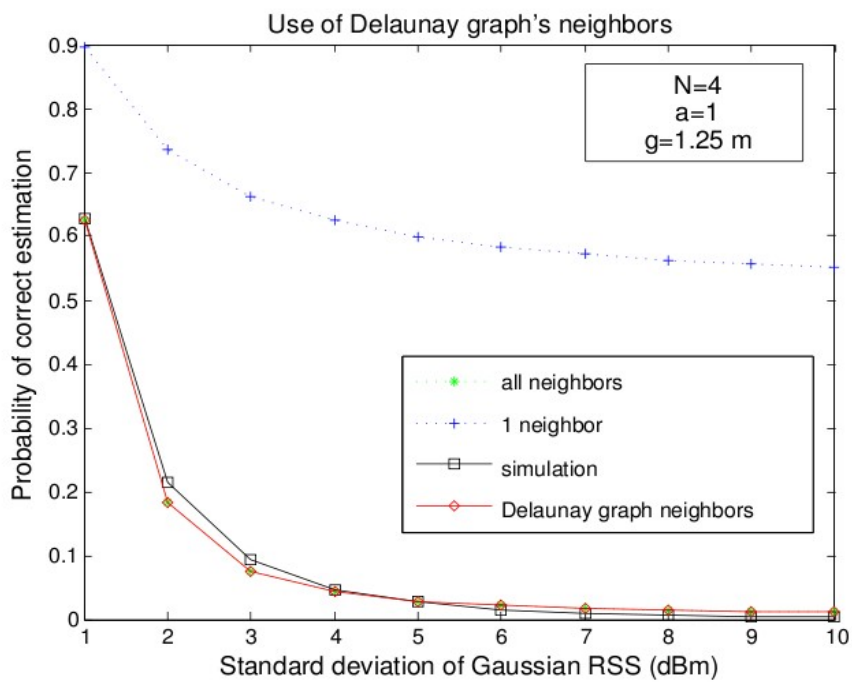 Use of Delaunay graph's neighbors
N=4
a=1
g=1.25 m
Probability of correct estimation
0.9
0.8
0.7
0.6
0.5
0.4
0.3
0.2
0.1
0
all neighbors
1 neighbor
simulation
Delaunay graph neighbors
1 2 3 4 5 6 7 8 9 10
Standard deviation of Gaussian RSS (dBm)